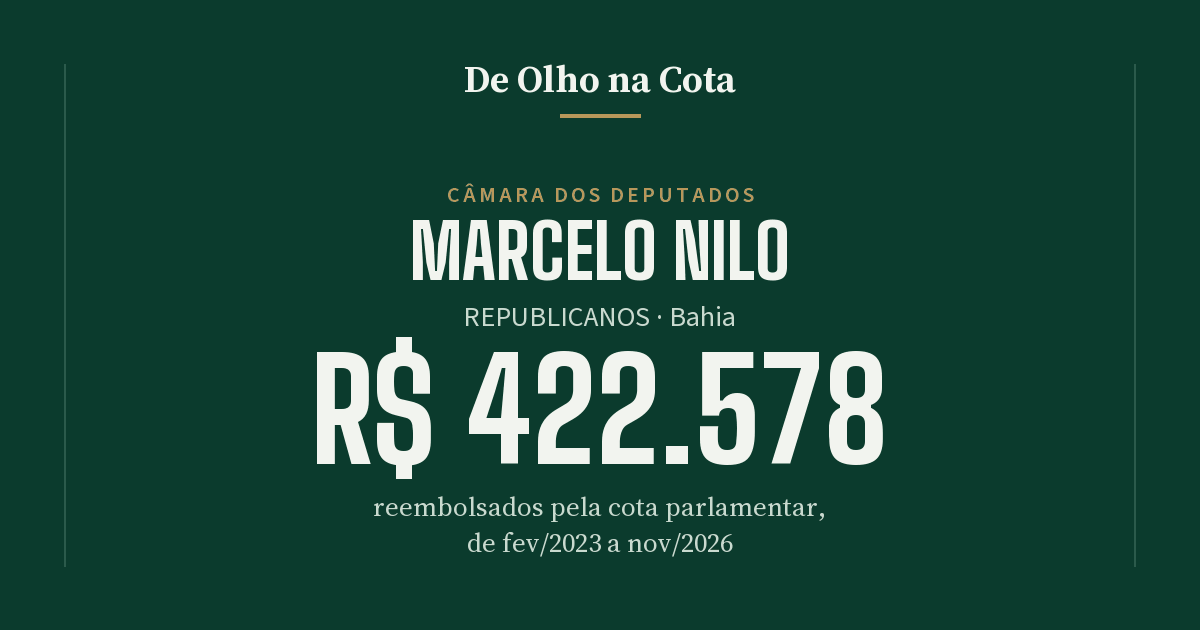 De Olho na Cota
CÂMARA DOS DEPUTADOS
MARCELO NILO
REPUBLICANOS · Bahia
R$ 422.578
reembolsados pela cota parlamentar,
de fev/2023 a nov/2026